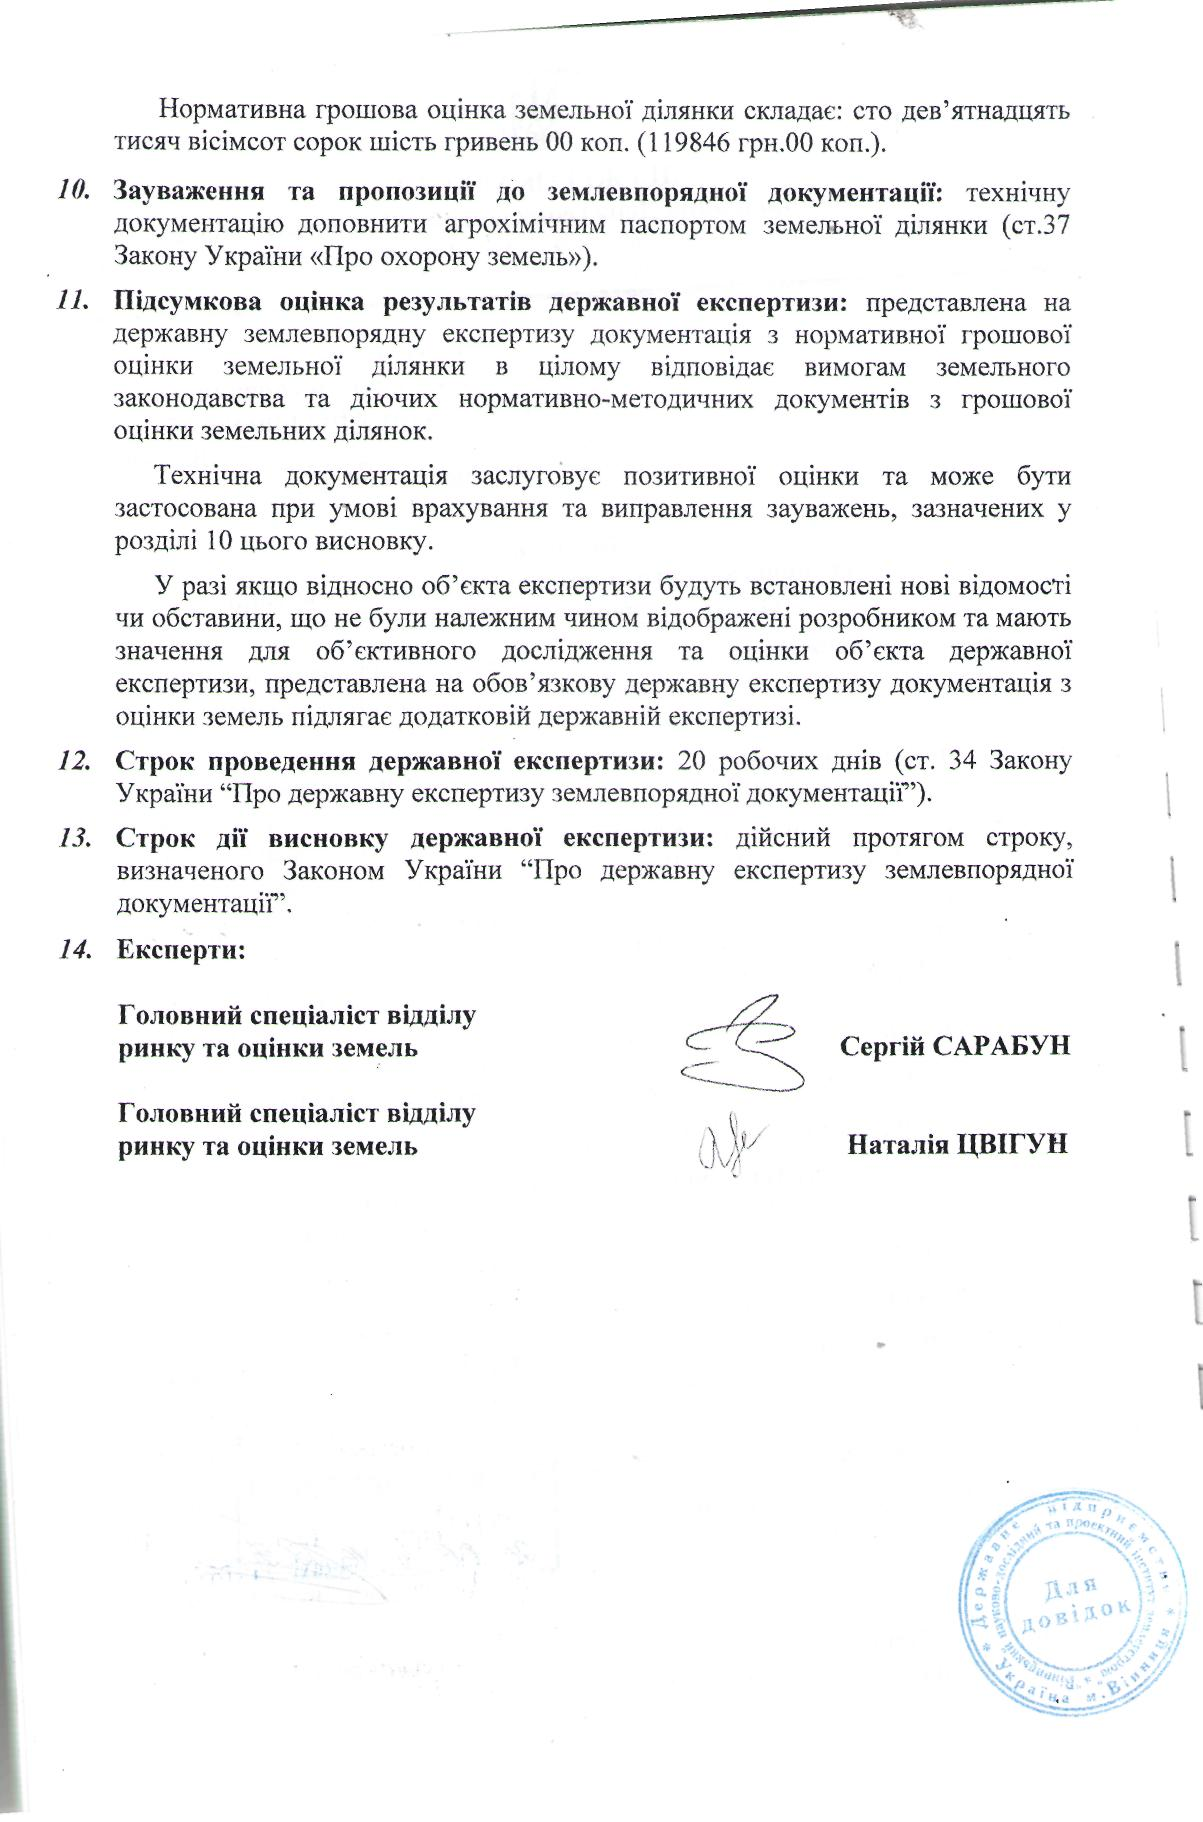 Нормативна грошова оцінка земельної ділянки складає: сто дев’ятнадцять
тисяч вісімсот сорок шість гривень 00 коп. (119846 грн.00 коп.).
10. Зауваження та пропозиції до землевпорядної документації: технічну
документацію доповнити агрохімічним паспортом земельної ділянки (ст.37
Закону України «Про охорону земель»).
11. Підсумкова оцінка результатів державної експертизи: представлена на
державну землевпорядну експертизу документація з нормативної грошової
оцінки земельної ділянки в цілому відповідає вимогам земельного
законодавства та діючих нормативно-методичних документів з грошової
оцінки земельних ділянок.
Технічна документація заслуговує позитивної оцінки та може бути
застосована при умові врахування та виправлення зауважень, зазначених у
розділі 10 цього висновку.
У разі якщо відносно об’єкта експертизи будуть встановлені нові відомості
чи обставини, що не були належним чином відображені розробником та мають
значення для об’єктивного дослідження та оцінки об’єкта державної
експертизи, представлена на обов’язкову державну експертизу документація з
оцінки земель підлягає додатковій державній експертизі.
12. Строк проведення державної експертизи: 20 робочих днів (ст. 34 Закону
України “Про державну експертизу землевпорядної документації”).
13. Строк дії висновку державної експертизи: дійсний протягом строку,
визначеного Законом України “Про державну експертизу землевпорядної
документації”.
14. Експерти:
Головний спеціаліст відділу
ринку та оцінки земель Сергій САРАБУН
Головний спеціаліст відділу
ринку та оцінки земель Наталія ЦВІГУН
* Державне підприємство *
науково-дослідний та проектний інститут
Для
довідок
Україна м.Вінниця